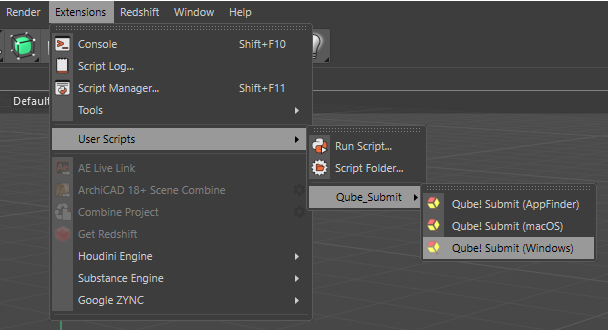 Render Extensions Redshift Window Help
Console Shift+F10
Script Log...
Script Manager... Shift+F11
Default
Tools
User Scripts
Run Script...
Script Folder...
AE Live Link
ArchiCAD 18+ Scene Combine
Qube_Submit
Qube! Submit (AppFinder)
Combine Project
Qube! Submit (macOS)
Get Redshift
Qube! Submit (Windows)
Houdini Engine
Substance Engine
Google ZYNC